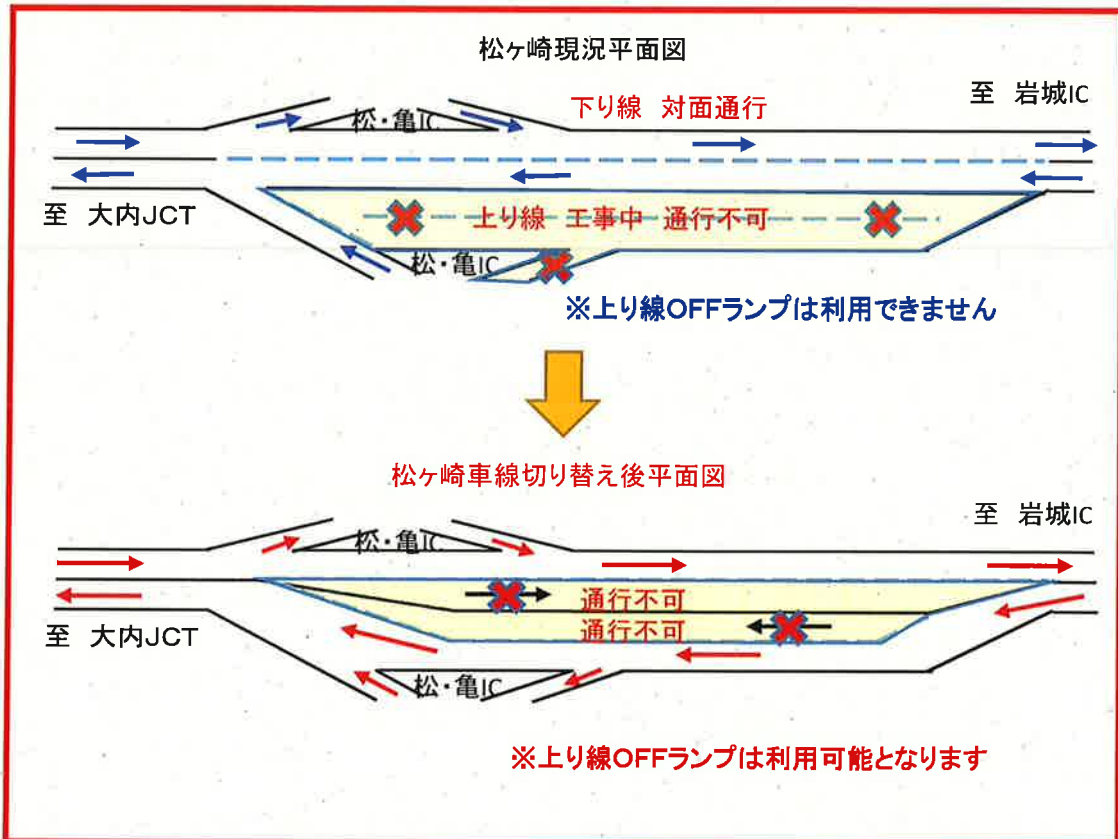 松ヶ崎現況平面図
至 岩城IC
下り線 対面通行
松・亀IC
至 大内JCT
上り線 工事中 通行不可
松・亀IC
※上り線OFFランプは利用できません
松ヶ崎車線切り替え後平面図
至 岩城IC
松・亀IC
通行不可
通行不可
至 大内JCT
松・亀IC
※上り線OFFランプは利用可能となります